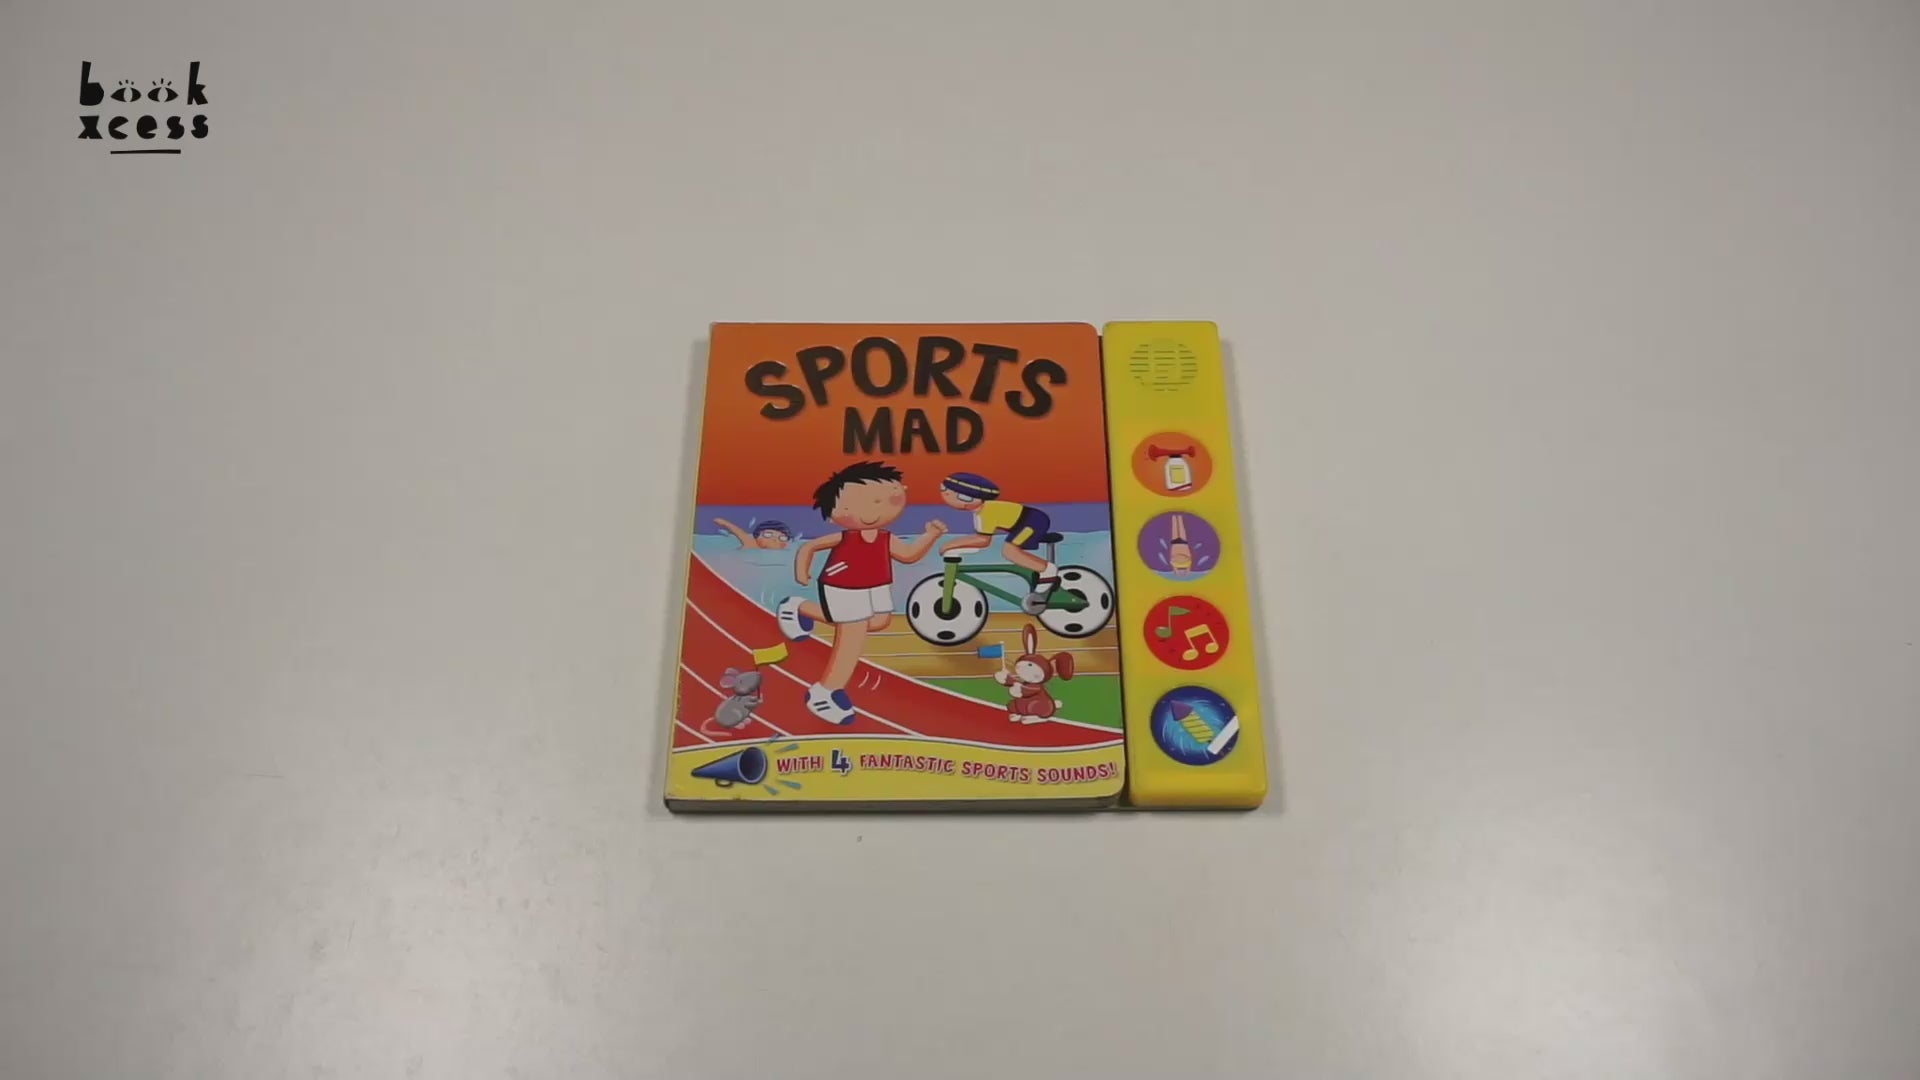 book
xcess
SPORTS
MAD
WITH 4 FANTASTIC SPORTS SOUNDS!